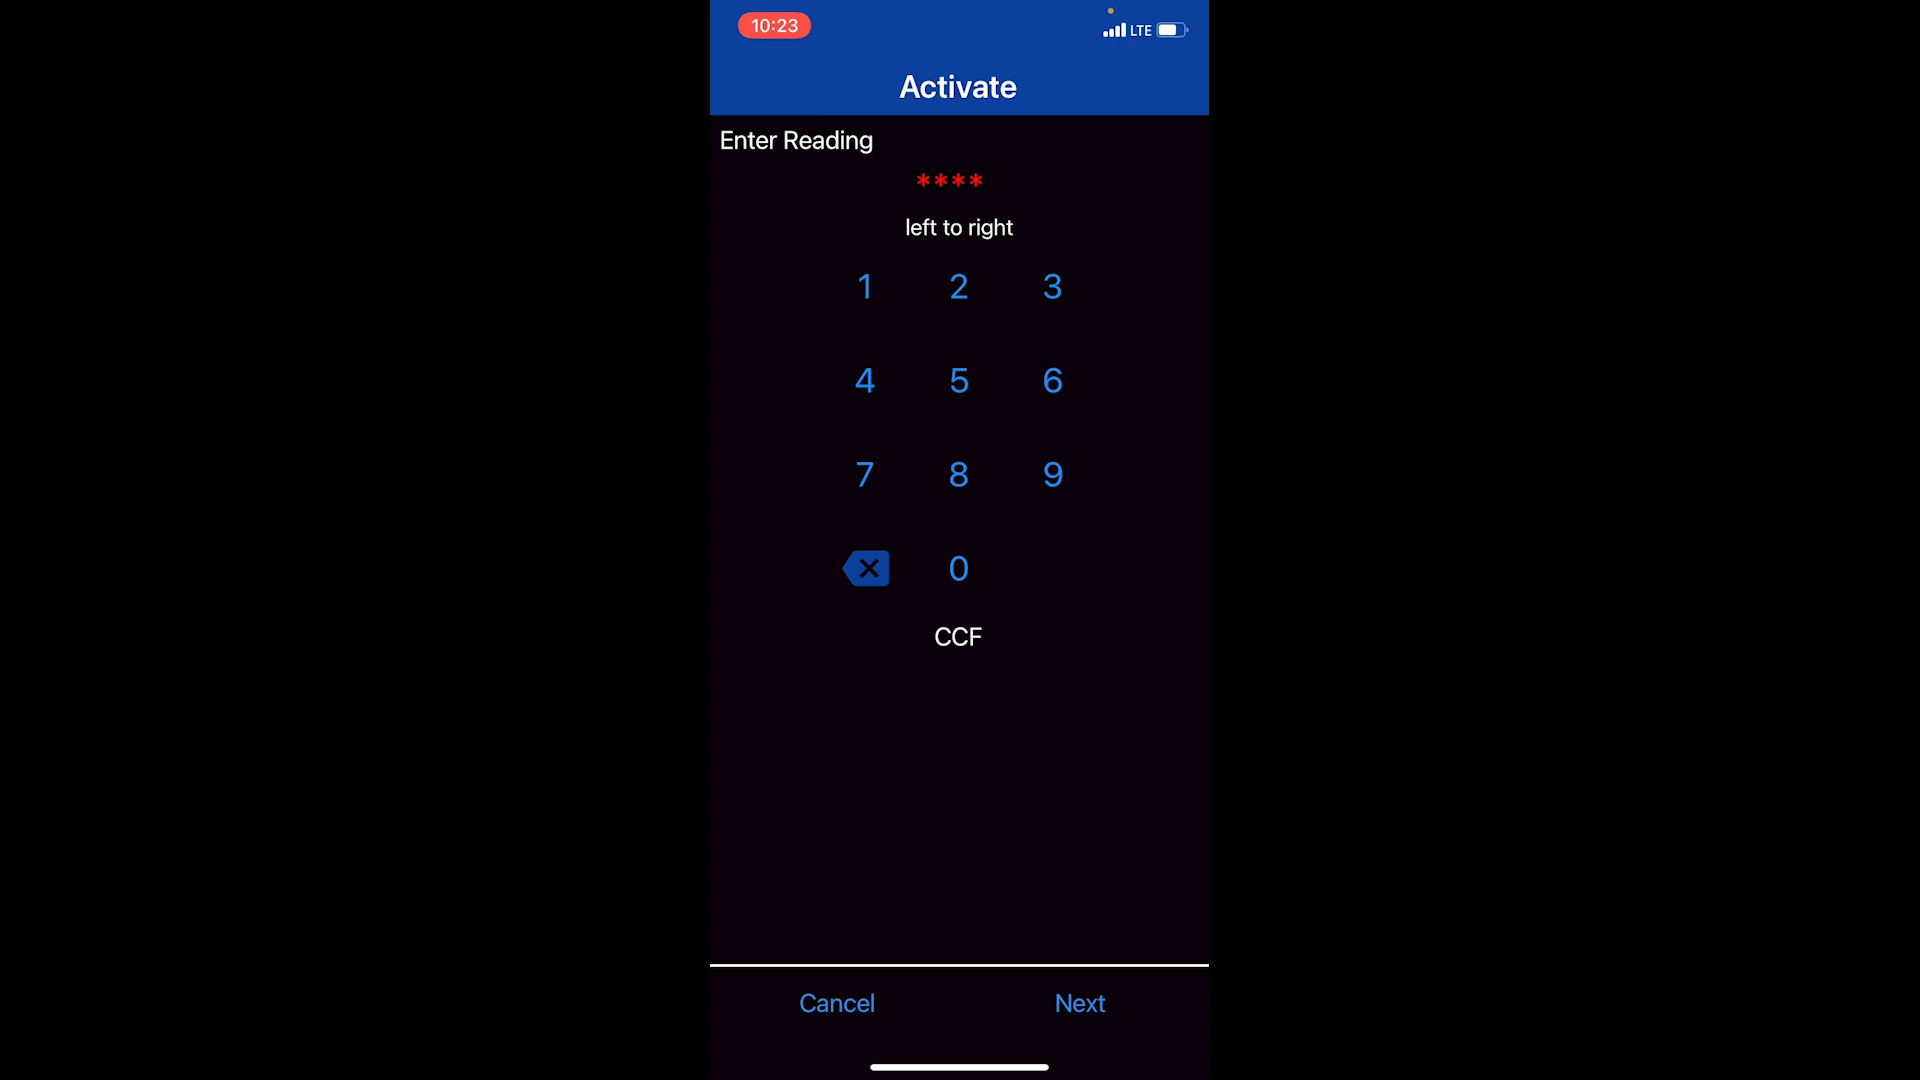 10:23
LTE
Activate
Enter Reading
****
left to right
1 2 3
4 5 6
7 8 9
0
CCF
Cancel Next